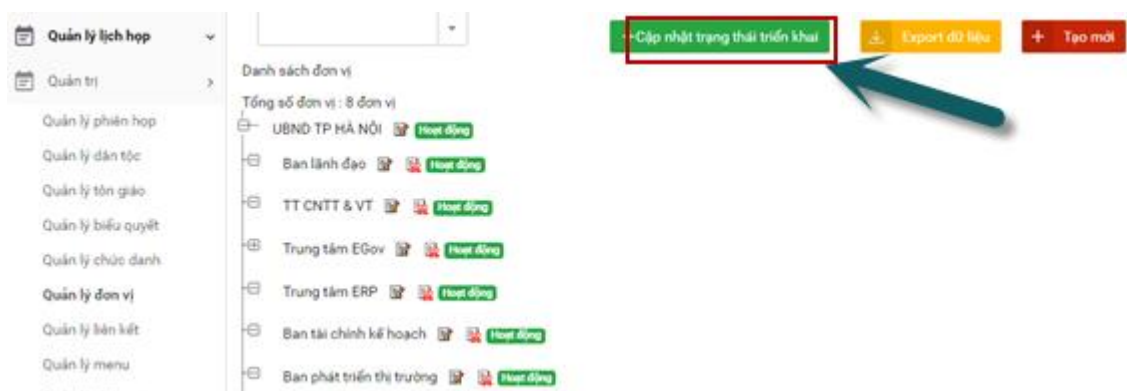 Quản lý lịch họp
Quản trị
Quản lý phiên họp
Quản lý dân tộc
Quản lý tôn giáo
Quản lý biểu quyết
Quản lý chức danh
Quản lý đơn vị
Quản lý liên kết
Quản lý menu
Cập nhật trạng thái triển khai
Export dữ liệu
+ Tạo mới
Danh sách đơn vị
Tổng số đơn vị : 8 đơn vị
UBND TP HÀ NỘI Hoạt động
Ban lãnh đạo Hoạt động
TT CNTT & VT Hoạt động
Trung tâm EGov Hoạt động
Trung tâm ERP Hoạt động
Ban tài chính kế hoạch Hoạt động
Ban phát triển thị trường Hoạt động